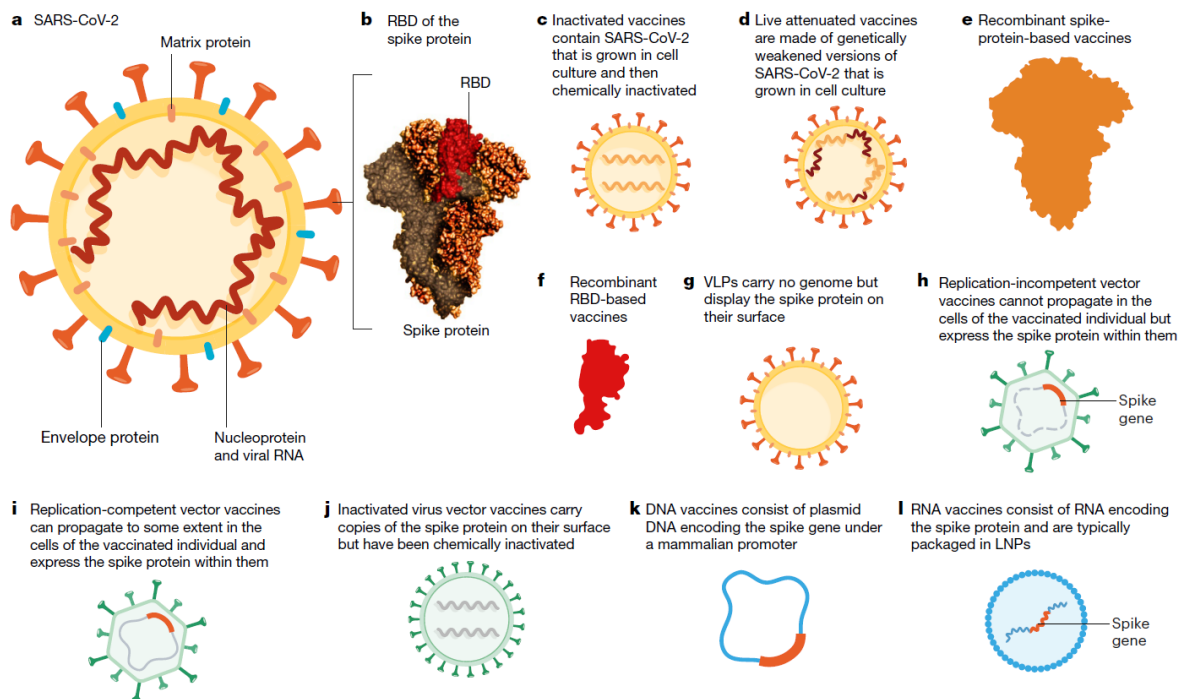 a SARS-CoV-2
Matrix protein
Envelope protein
Nucleoprotein
and viral RNA
b RBD of the
spike protein
RBD
Spike protein
c Inactivated vaccines
contain SARS-CoV-2
that is grown in cell
culture and then
chemically inactivated
d Live attenuated vaccines
are made of genetically
weakened versions of
SARS-CoV-2 that is
grown in cell culture
e Recombinant spike-
protein-based vaccines
f Recombinant
RBD-based
vaccines
g VLPs carry no genome but
display the spike protein on
their surface
h Replication-incompetent vector
vaccines cannot propagate in the
cells of the vaccinated individual but
express the spike protein within them
Spike
gene
i Replication-competent vector vaccines
can propagate to some extent in the
cells of the vaccinated individual and
express the spike protein within them
j Inactivated virus vector vaccines carry
copies of the spike protein on their surface
but have been chemically inactivated
k DNA vaccines consist of plasmid
DNA encoding the spike gene under
a mammalian promoter
l RNA vaccines consist of RNA encoding
the spike protein and are typically
packaged in LNPs
Spike
gene